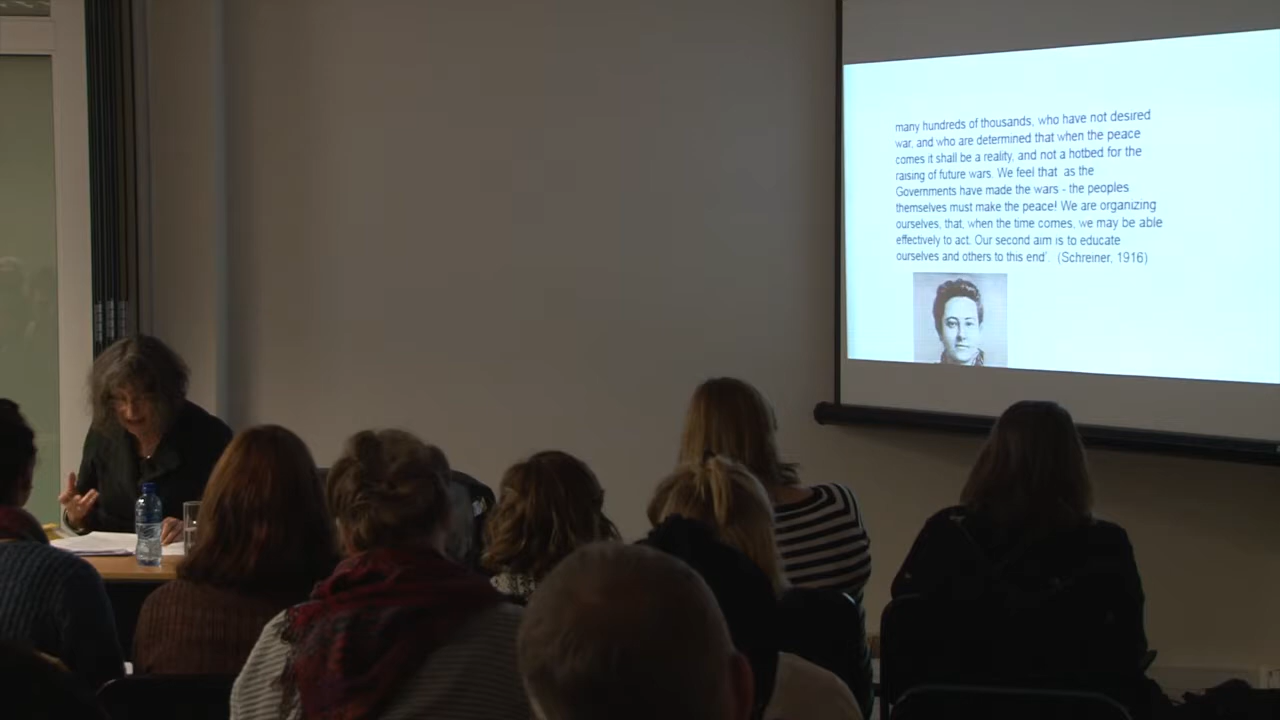 many hundreds of thousands, who have not desired
war, and who are determined that when the peace
comes it shall be a reality, and not a hotbed for the
raising of future wars. We feel that as the
Governments have made the wars - the peoples
themselves must make the peace! We are organizing
ourselves, that, when the time comes, we may be able
effectively to act. Our second aim is to educate
ourselves and others to this end'. (Schreiner, 1916)